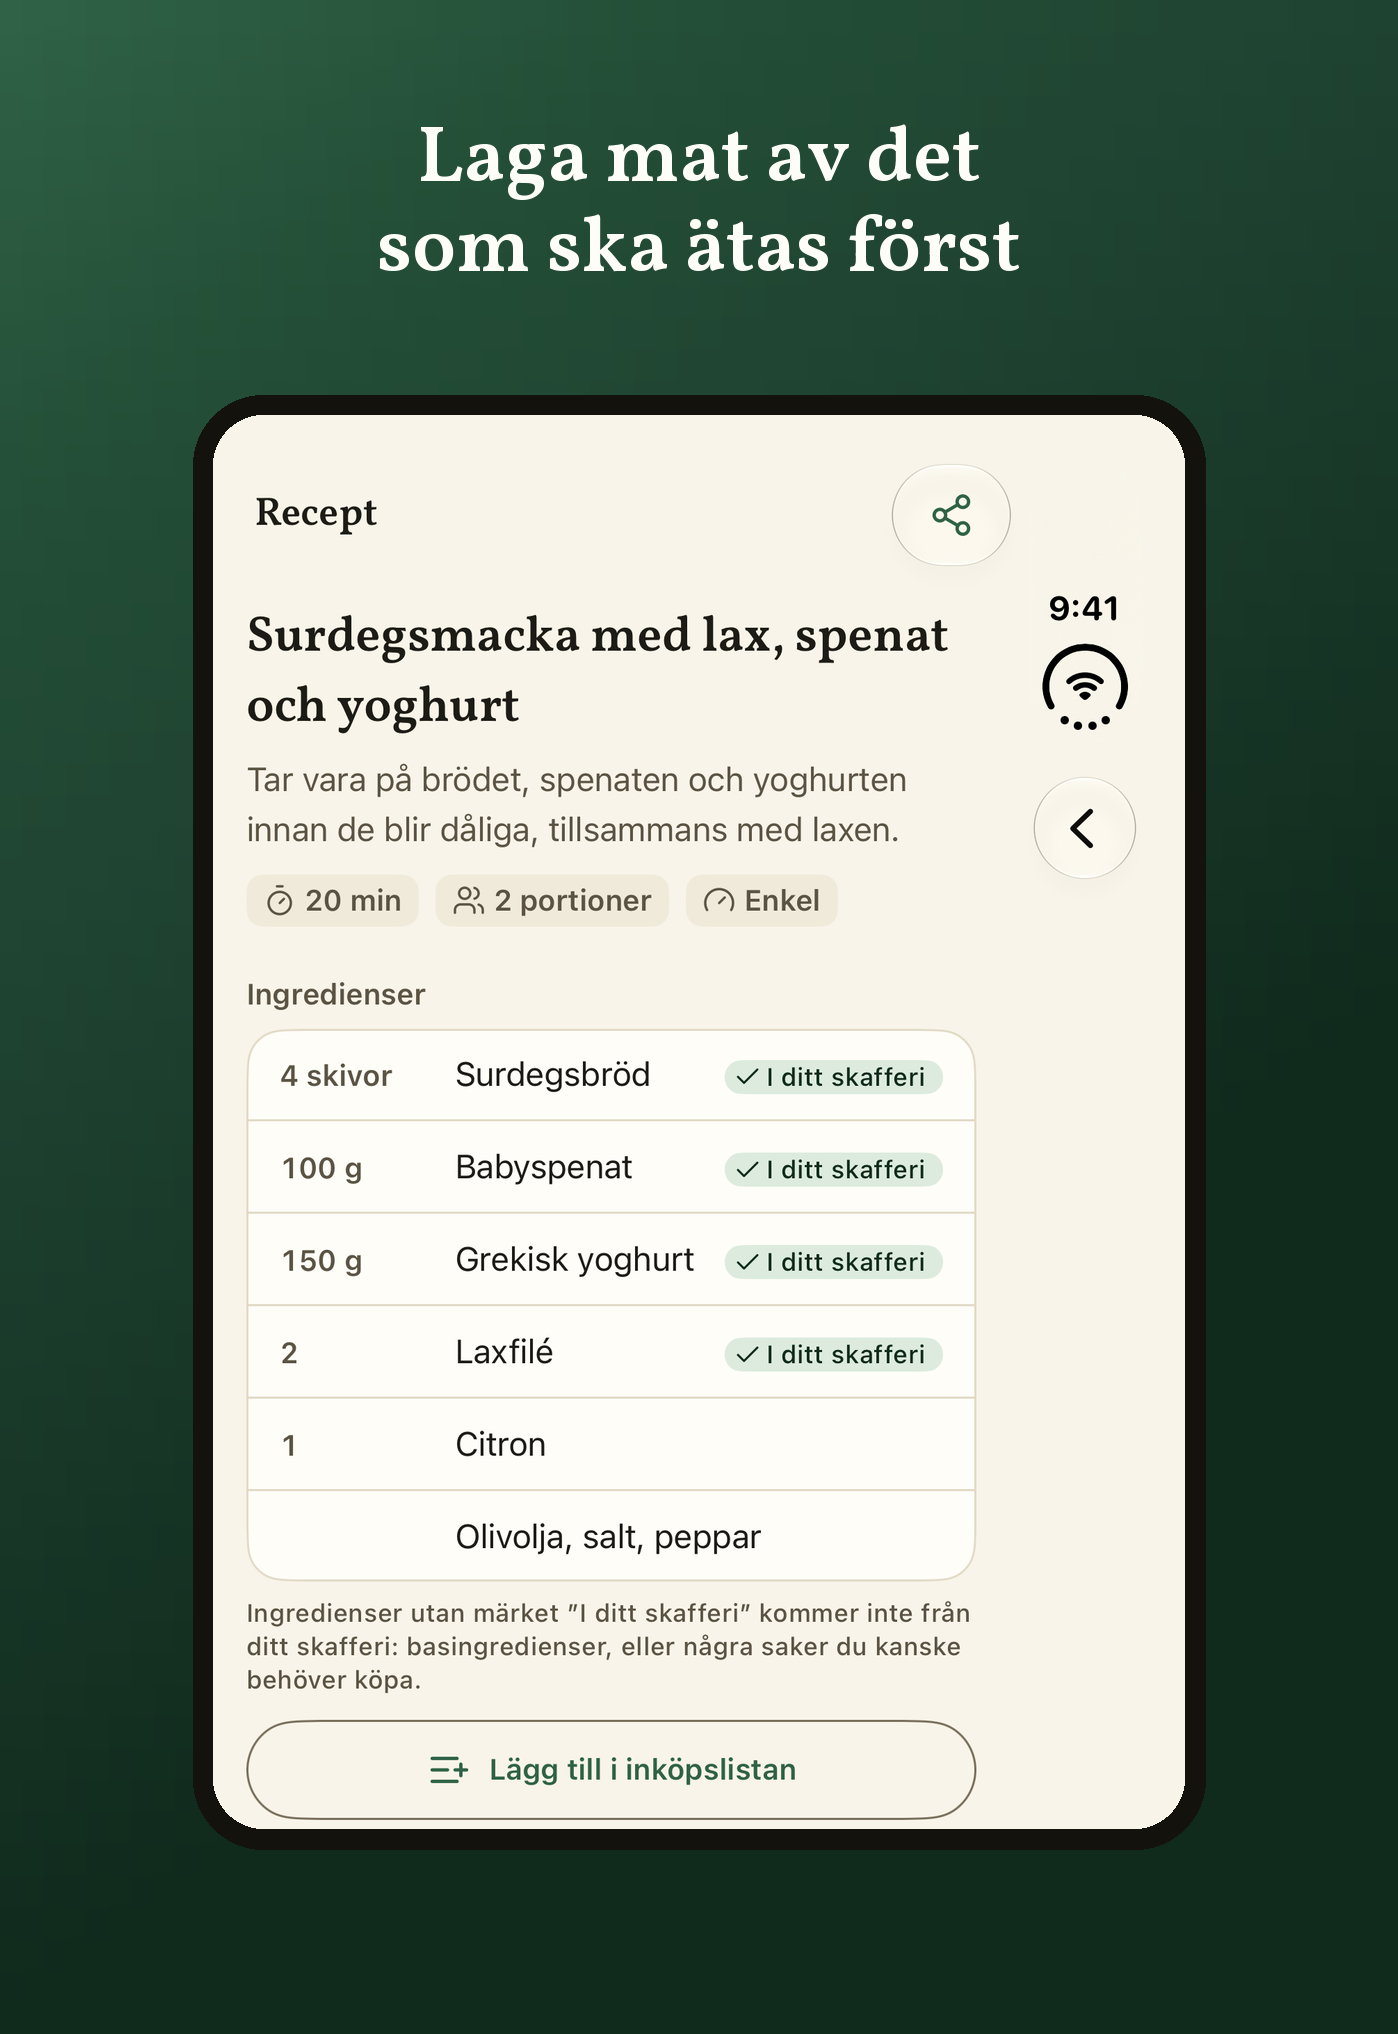 Laga mat av det
som ska ätas först
Recept
9:41
Surdegsmacka med lax, spenat
och yoghurt
Tar vara på brödet, spenaten och yoghurten
innan de blir dåliga, tillsammans med laxen.
20 min
2 portioner
Enkel
Ingredienser
4 skivor Surdegsbröd I ditt skafferi
100 g Babyspenat I ditt skafferi
150 g Grekisk yoghurt I ditt skafferi
2 Laxfilé I ditt skafferi
1 Citron
Olivolja, salt, peppar
Ingredienser utan märket ”I ditt skafferi” kommer inte från
ditt skafferi: basingredienser, eller några saker du kanske
behöver köpa.
Lägg till i inköpslistan